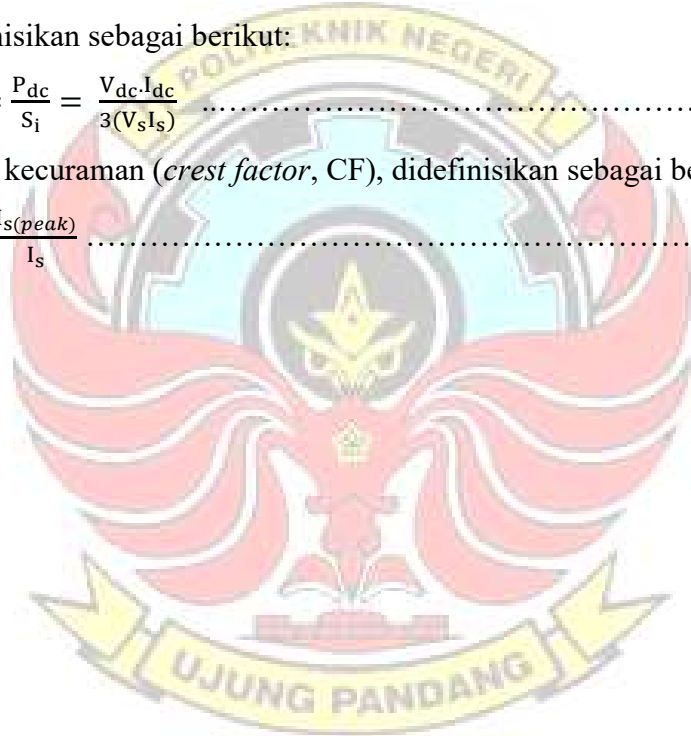 nisikan sebagai berikut:
= P_dc / S_i = V_dc.I_dc / 3(V_s I_s) ………………………………………………
kecuraman (crest factor, CF), didefinisikan sebagai be
I_s(peak) / I_s ………………………………………………………………
POLITEKNIK NEGERI
UJUNG PANDANG